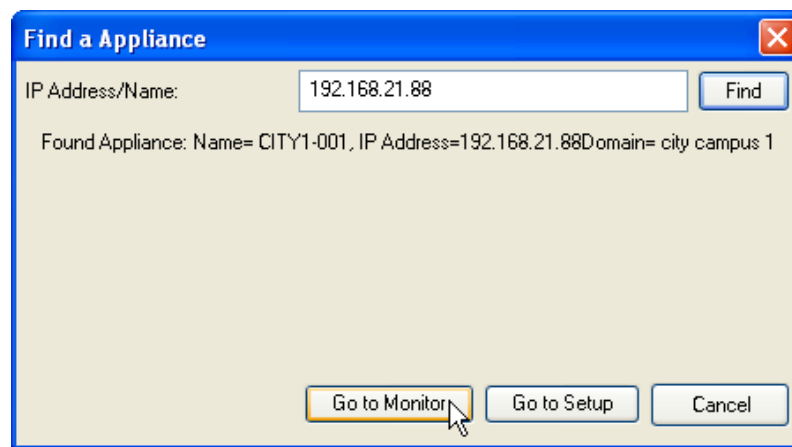 Find a Appliance
IP Address/Name: 192.168.21.88 Find
Found Appliance: Name= CITY1-001, IP Address=192.168.21.88Domain= city campus 1
Go to Monitor Go to Setup Cancel